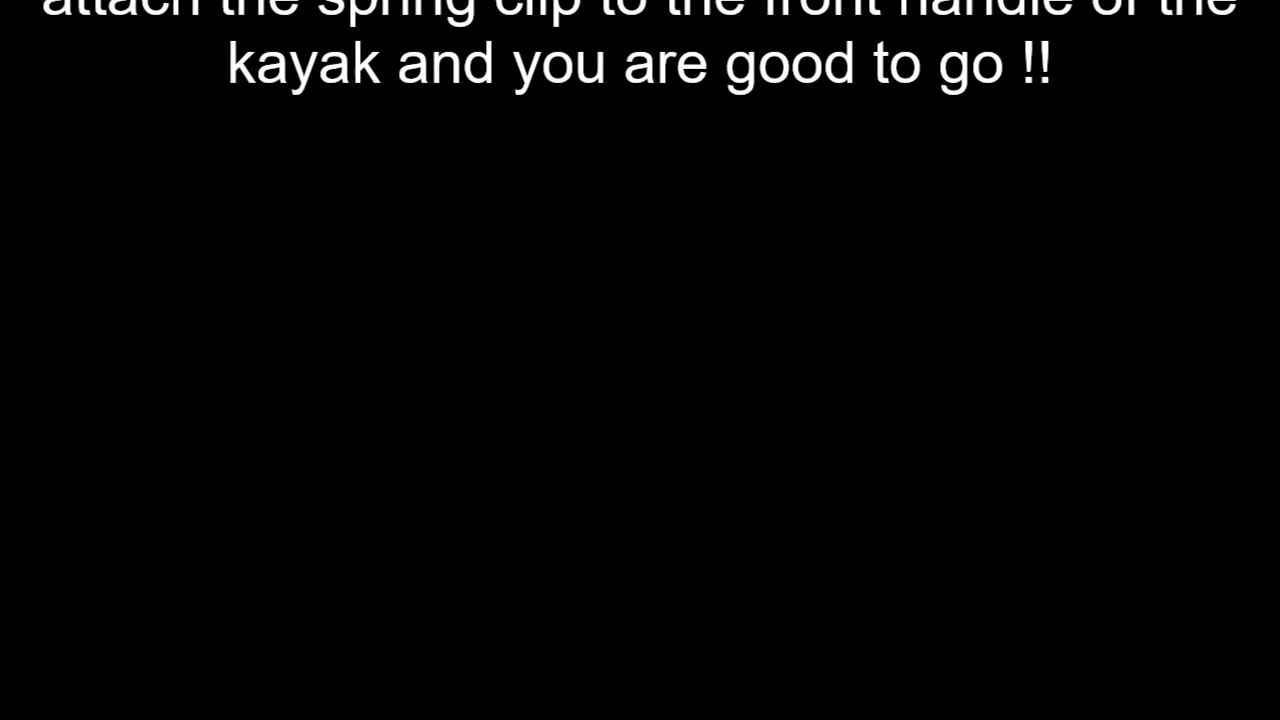 attach the spring clip to the front handle of the
kayak and you are good to go !!